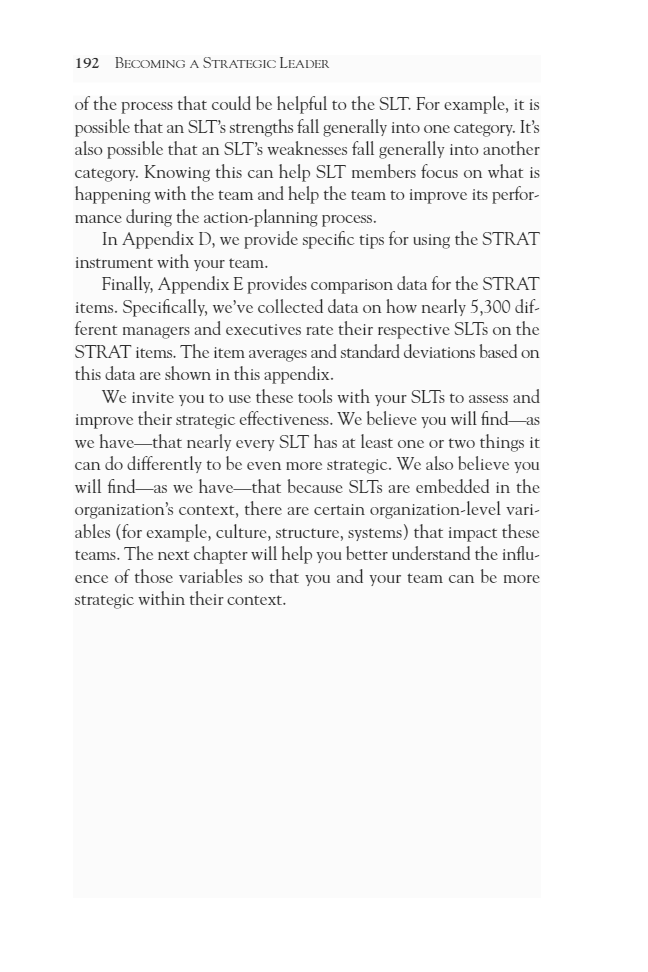 192 BECOMING A STRATEGIC LEADER
of the process that could be helpful to the SLT. For example, it is
possible that an SLT’s strengths fall generally into one category. It’s
also possible that an SLT’s weaknesses fall generally into another
category. Knowing this can help SLT members focus on what is
happening with the team and help the team to improve its perfor-
mance during the action-planning process.
In Appendix D, we provide specific tips for using the STRAT
instrument with your team.
Finally, Appendix E provides comparison data for the STRAT
items. Specifically, we’ve collected data on how nearly 5,300 dif-
ferent managers and executives rate their respective SLTs on the
STRAT items. The item averages and standard deviations based on
this data are shown in this appendix.
We invite you to use these tools with your SLTs to assess and
improve their strategic effectiveness. We believe you will find—as
we have—that nearly every SLT has at least one or two things it
can do differently to be even more strategic. We also believe you
will find—as we have—that because SLTs are embedded in the
organization’s context, there are certain organization-level vari-
ables (for example, culture, structure, systems) that impact these
teams. The next chapter will help you better understand the influ-
ence of those variables so that you and your team can be more
strategic within their context.